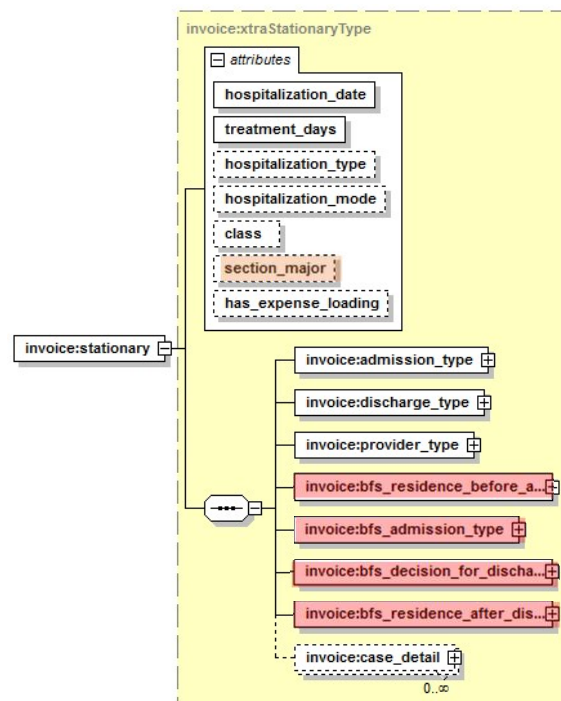 invoice:xtraStationaryType
attributes
hospitalization_date
treatment_days
hospitalization_type
hospitalization_mode
class
section_major
has_expense_loading
invoice:stationary
invoice:admission_type
invoice:discharge_type
invoice:provider_type
invoice:bfs_residence_before_a...
invoice:bfs_admission_type
invoice:bfs_decision_for_discha...
invoice:bfs_residence_after_dis...
invoice:case_detail
0..∞